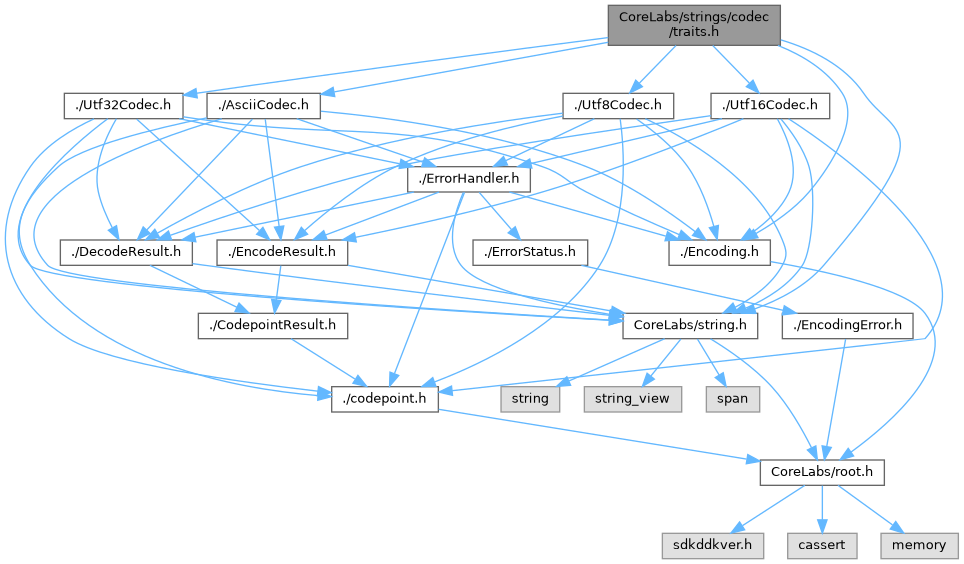 CoreLabs/strings/codec
/traits.h
./Utf32Codec.h
./AsciiCodec.h
./Utf8Codec.h
./Utf16Codec.h
./ErrorHandler.h
./DecodeResult.h
./EncodeResult.h
./ErrorStatus.h
./Encoding.h
./CodepointResult.h
CoreLabs/string.h
./EncodingError.h
./codepoint.h
string
string_view
span
CoreLabs/root.h
sdkddkver.h
cassert
memory